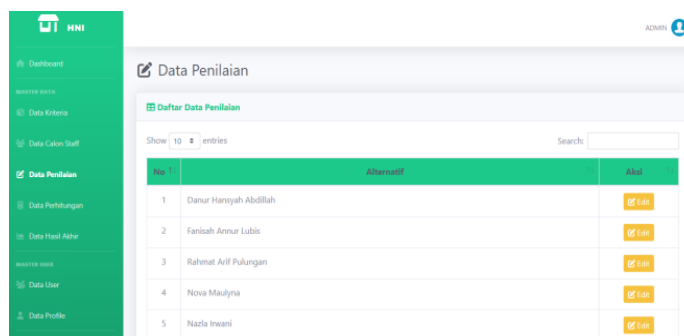 HNI
ADMIN
Dashboard
MASTER DATA
Data Kriteria
Data Calon Staff
Data Penilaian
Data Perhitungan
Data Hasil Akhir
MASTER USER
Data User
Data Profile
Data Penilaian
Daftar Data Penilaian
Show 10 entries Search:
No Alternatif Aksi
1 Danur Hansyah Abdillah Edit
2 Fanisah Annur Lubis Edit
3 Rahmat Arif Pulungan Edit
4 Nova Maulyna Edit
5 Nazla Irwani Edit